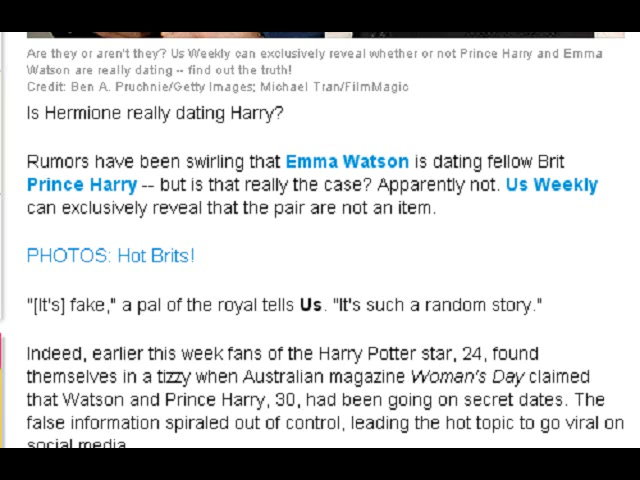 Are they or aren't they? Us Weekly can exclusively reveal whether or not Prince Harry and Emma
Watson are really dating -- find out the truth!
Credit: Ben A. Pruchnie/Getty Images; Michael Tran/FilmMagic
Is Hermione really dating Harry?
Rumors have been swirling that Emma Watson is dating fellow Brit
Prince Harry -- but is that really the case? Apparently not. Us Weekly
can exclusively reveal that the pair are not an item.
PHOTOS: Hot Brits!
"[It's] fake," a pal of the royal tells Us. "It's such a random story."
Indeed, earlier this week fans of the Harry Potter star, 24, found
themselves in a tizzy when Australian magazine Woman's Day claimed
that Watson and Prince Harry, 30, had been going on secret dates. The
false information spiraled out of control, leading the hot topic to go viral on
social media